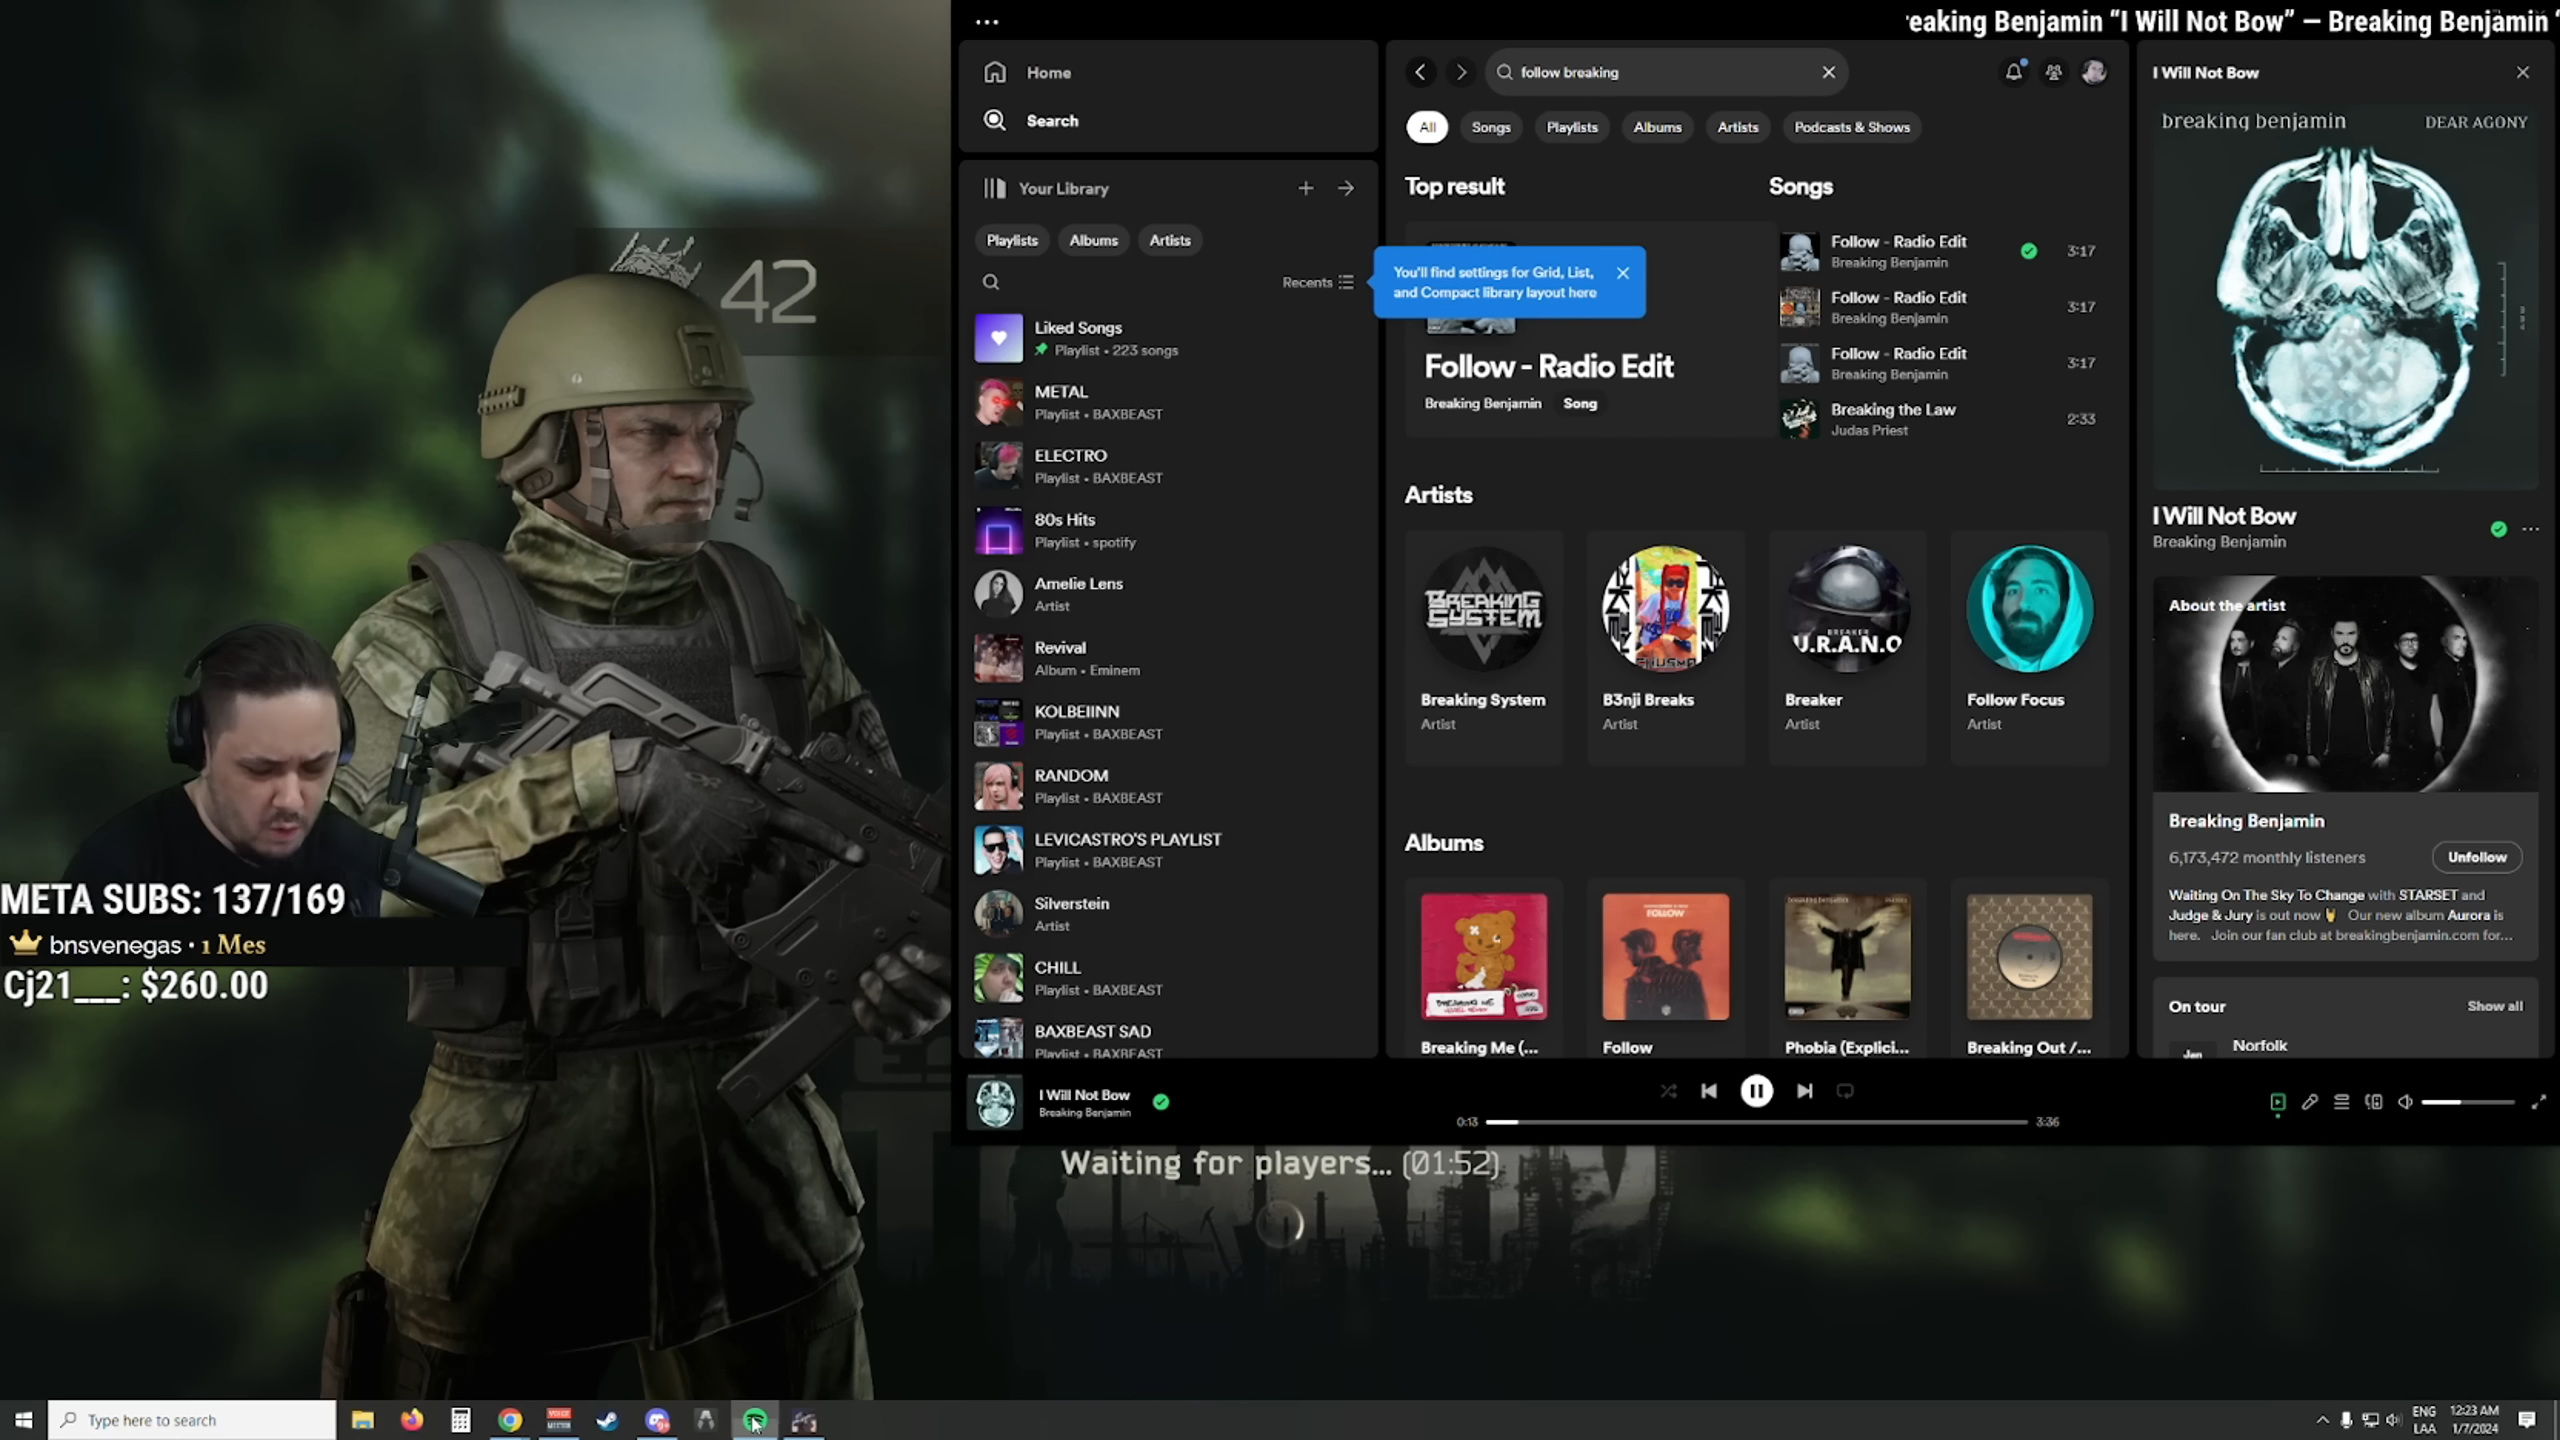 eaking Benjamin “I Will Not Bow” — Breaking Benjamin “
Home
Search
Your Library
Playlists
Albums
Artists
Recents
Liked Songs
Playlist • 223 songs
METAL
Playlist • BAXBEAST
ELECTRO
Playlist • BAXBEAST
80s Hits
Playlist • spotify
Amelie Lens
Artist
Revival
Album • Eminem
KOLBEIINN
Playlist • BAXBEAST
RANDOM
Playlist • BAXBEAST
LEVICASTRO'S PLAYLIST
Playlist • BAXBEAST
Silverstein
Artist
CHILL
Playlist • BAXBEAST
BAXBEAST SAD
Playlist • BAXBEAST
follow breaking
All
Songs
Playlists
Albums
Artists
Podcasts & Shows
Top result
You'll find settings for Grid, List,
and Compact library layout here
Follow - Radio Edit
Breaking Benjamin Song
Songs
Follow - Radio Edit
Breaking Benjamin
3:17
Follow - Radio Edit
Breaking Benjamin
3:17
Follow - Radio Edit
Breaking Benjamin
3:17
Breaking the Law
Judas Priest
2:33
Artists
BREAKING
SYSTEM
Breaking System
Artist
B3nji Breaks
Artist
BREAKER
U.R.A.N.O
Breaker
Artist
Follow Focus
Artist
Albums
Breaking Me (...
FOLLOW
Follow
Phobia (Explici...
Breaking Out /...
I Will Not Bow
breaking benjamin
DEAR AGONY
I Will Not Bow
Breaking Benjamin
About the artist
Breaking Benjamin
6,173,472 monthly listeners
Unfollow
Waiting On The Sky To Change with STARSET and
Judge & Jury is out now 🤘 Our new album Aurora is
here. Join our fan club at breakingbenjamin.com for...
On tour
Show all
Jan
Norfolk
I Will Not Bow
Breaking Benjamin
0:13
3:36
42
META SUBS: 137/169
bnsvenegas • 1 Mes
Cj21___: $260.00
Waiting for players... (01:52)
Type here to search
ENG
LAA
12:23 AM
1/7/2024